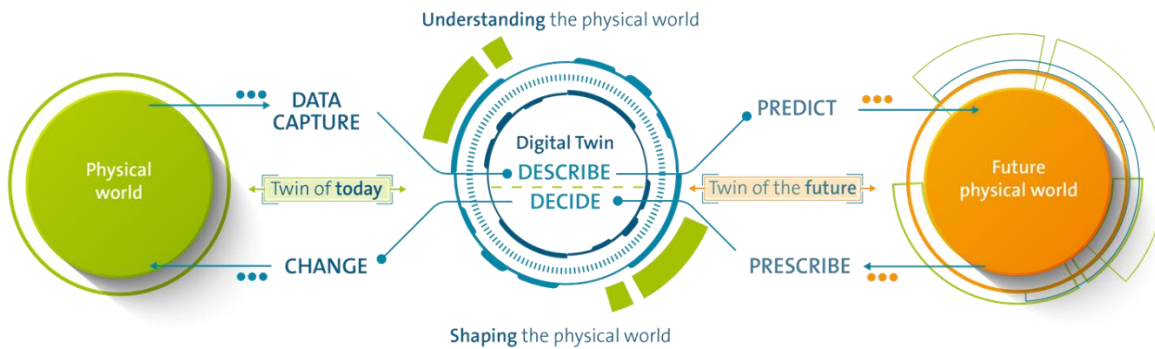 Understanding the physical world
DATA
CAPTURE
PREDICT
Physical
world
Twin of today
Digital Twin
DESCRIBE
DECIDE
Twin of the future
Future
physical world
CHANGE
PRESCRIBE
Shaping the physical world